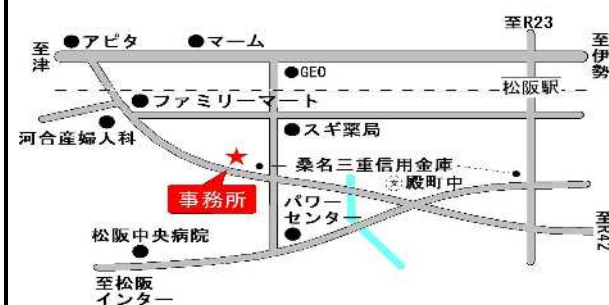 至R23
至津
アピタ
マーム
至伊勢
GEO
松阪駅
ファミリーマート
河合産婦人科
スギ薬局
桑名三重信用金庫
文 殿町中
事務所
パワー
センター
至R42
松阪中央病院
至松阪
インター